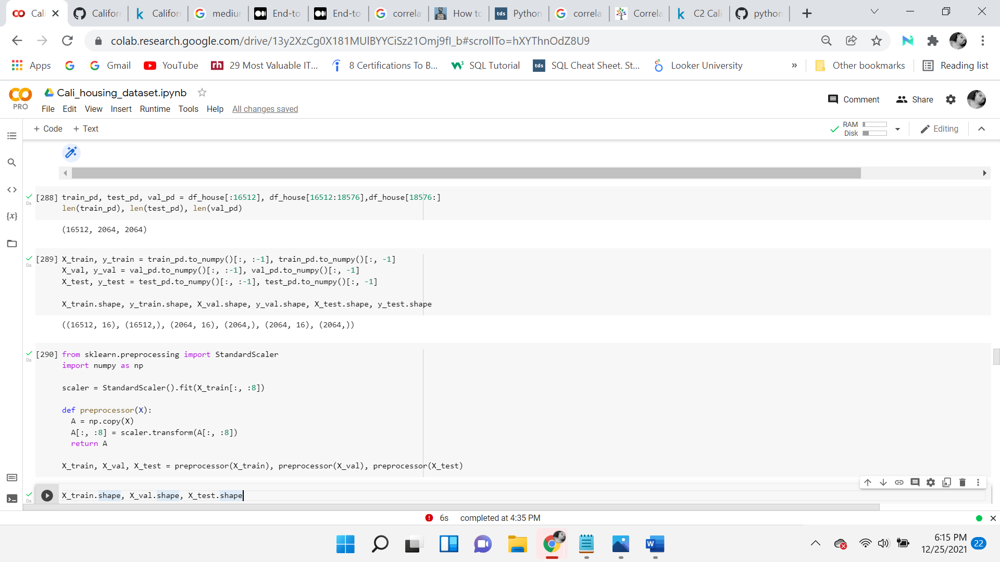 Cali
Califor
Califor
mediur
End-to
End-to
correla
How to
tds Python
correla
Correla
C2 Cali
python
colab.research.google.com/drive/13y2XzCg0X181MUlBYYCiSz21Omj9fI_b#scrollTo=hXYThnOdZ8U9
Apps
Gmail
YouTube
rh 29 Most Valuable IT...
8 Certifications To B...
SQL Tutorial
tds SQL Cheat Sheet. St...
Looker University
»
Other bookmarks
Reading list
PRO
Cali_housing_dataset.ipynb
File Edit View Insert Runtime Tools Help All changes saved
Comment
Share
+ Code + Text
RAM
Disk
Editing
[288] train_pd, test_pd, val_pd = df_house[:16512], df_house[16512:18576],df_house[18576:]
0s
len(train_pd), len(test_pd), len(val_pd)
(16512, 2064, 2064)
{x}
[289] X_train, y_train = train_pd.to_numpy()[:, :-1], train_pd.to_numpy()[:, -1]
0s
X_val, y_val = val_pd.to_numpy()[:, :-1], val_pd.to_numpy()[:, -1]
X_test, y_test = test_pd.to_numpy()[:, :-1], test_pd.to_numpy()[:, -1]
X_train.shape, y_train.shape, X_val.shape, y_val.shape, X_test.shape, y_test.shape
((16512, 16), (16512,), (2064, 16), (2064,), (2064, 16), (2064,))
[290] from sklearn.preprocessing import StandardScaler
0s
import numpy as np
scaler = StandardScaler().fit(X_train[:, :8])
def preprocessor(X):
A = np.copy(X)
A[:, :8] = scaler.transform(A[:, :8])
return A
X_train, X_val, X_test = preprocessor(X_train), preprocessor(X_val), preprocessor(X_test)
X_train.shape, X_val.shape, X_test.shape
0s
6s completed at 4:35 PM
6:15 PM
12/25/2021
22